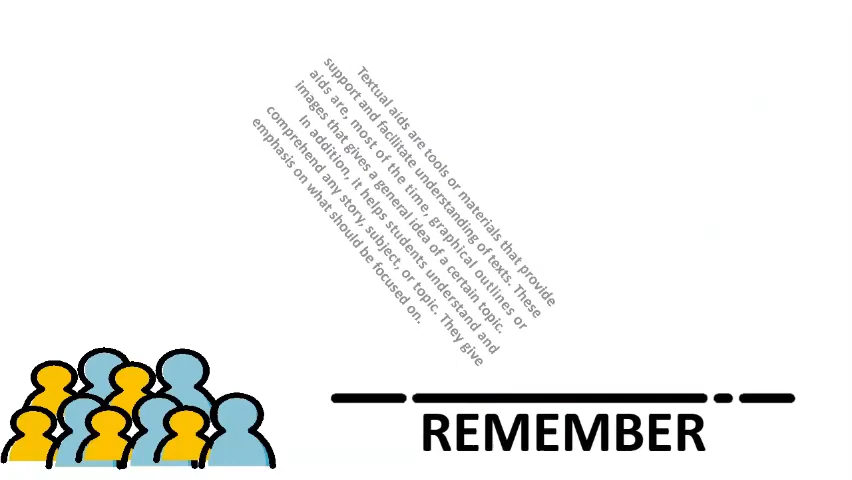 Textual aids are tools or materials that provide
support and facilitate understanding of texts. These
aids are, most of the time, graphical outlines or
images that gives a general idea of a certain topic.
In addition, it helps students understand and
comprehend any story, subject, or topic. They give
emphasis on what should be focused on.
REMEMBER